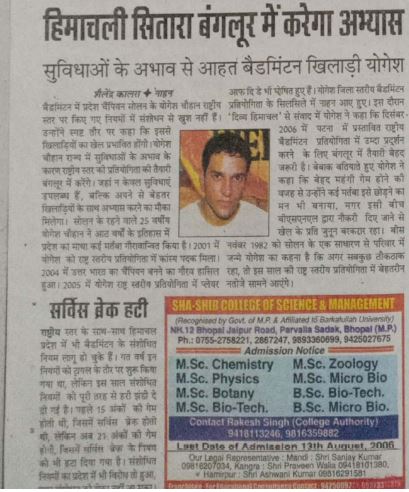 हिमाचली सितारा बंगलूर में करेगा अभ्यास
सुविधाओं के अभाव से आहत बैडमिंटन खिलाड़ी योगेश
शैलेंद्र कालरा नाहन
बैडमिंटन में प्रदेश चैंपियन सोलन के योगेश चौहान राष्ट्रीय
स्तर पर किए गए नियमों में संशोधन से खुश नहीं हैं।
उन्होंने स्पष्ट तौर पर कहा कि इससे
खिलाड़ियों का खेल प्रभावित होगी। योगेश
चौहान राज्य में सुविधाओं के अभाव के
कारण राष्ट्रीय स्तर की प्रतियोगिता की तैयारी
बंगलूर में करेंगे। जहां न केवल सुविधाएं
उपलब्ध हैं, बल्कि अपने से बेहतर
खिलाड़ियों के साथ अभ्यास करने का मौका
मिलेगा। सोलन के रहने वाले 25 वर्षीय
योगेश चौहान ने आठ वर्षों के इतिहास में
प्रदेश का माथा कई मर्तबा गौरवान्वित किया है। 2001 में
योगेश को राष्ट्र स्तरीय प्रतियोगिता में कांस्य पदक मिला।
2004 में उत्तर भारत का चैंपियन बनने का गौरव हासिल
हुआ। 2005 में योगेश राष्ट्र स्तरीय प्रतियोगिता में प्लेयर
आफ दि डे भी घोषित हुए हैं। योगेश जिला स्तरीय बैडमिंटन
प्रतियोगिता के सिलसिले में नाहन आए हुए। इस दौरान
'दिव्य हिमाचल' से संवाद में योगेश ने कहा कि दिसंबर
2006 में पटना में प्रस्तावित राष्ट्रीय
बैडमिंटन प्रतियोगिता में उम्दा प्रदर्शन
करने के लिए बंगलूर में तैयारी बेहद
जरूरी है। बेबाक बतियाते हुए योगेश ने
कहा कि बेहद महंगी गेम होने की
वजह से उन्होंने कई मर्तबा इसे छोड़ने का
मन भी बनाया, मगर इसी बीच
बीएसएनएल द्वारा नौकरी दिए जाने से
खेल के प्रति जुनून बरकरार रहा। बीस
नवंबर 1982 को सोलन के एक साधारण से परिवार में
जन्मे योगेश का कहना है कि अगर सबकुछ ठीकठाक
रहा, तो इस साल की राष्ट्र स्तरीय प्रतियोगिता में बेहतरीन
नतीजे सामने आएंगे।
सर्विस ब्रेक हटी
राष्ट्रीय स्तर के साथ-साथ हिमाचल
प्रदेश में भी बैडमिंटन के संशोधित
नियम लागू हो चुके हैं। गत वर्ष इन
नियमों को ट्रायल के तौर पर शुरू किया
गया था, लेकिन इस साल संशोधित
नियमों को पूरी तरह से हरी झंडी दे
दी गई है। पहले 15 अंकों की गेम
होती थी, जिसमें सर्विस ब्रेक होती
थी, लेकिन अब 21 अंकों की गेम
होगी, जिसमें सर्विस ब्रेक के नियम
को भी हटा दिया गया है। संशोधित
नियमों का प्रदेश में भी विरोध तो हुआ,
SHA-SHIB COLLEGE OF SCIENCE & MANAGEMENT
(Recognised by Govt. of M.P. & Affiliated to Barkatullah University)
NH.12 Bhopal Jaipur Road, Parvalia Sadak, Bhopal (M.P.)
Ph.: 0755-2758221, 2867247, 9893360699, 9425027675
Admission Notice
M.Sc. Chemistry M.Sc. Zoology
M.Sc. Physics M.Sc. Micro Bio
M.Sc. Botany B.Sc. Bio-Tech.
M.Sc. Bio-Tech. B.Sc. Micro Bio.
Contact Rakesh Singh (College Authority)
9418113246, 9816359882
Last Date of Admission 13th August, 2006
Our Legal Representative : Mandi : Shri Sanjay Kumar
09816207034, Kangra : Shri Praveen Walia 09418101380,
Hamirpur : Shri Ashwani Kumar 09816291581